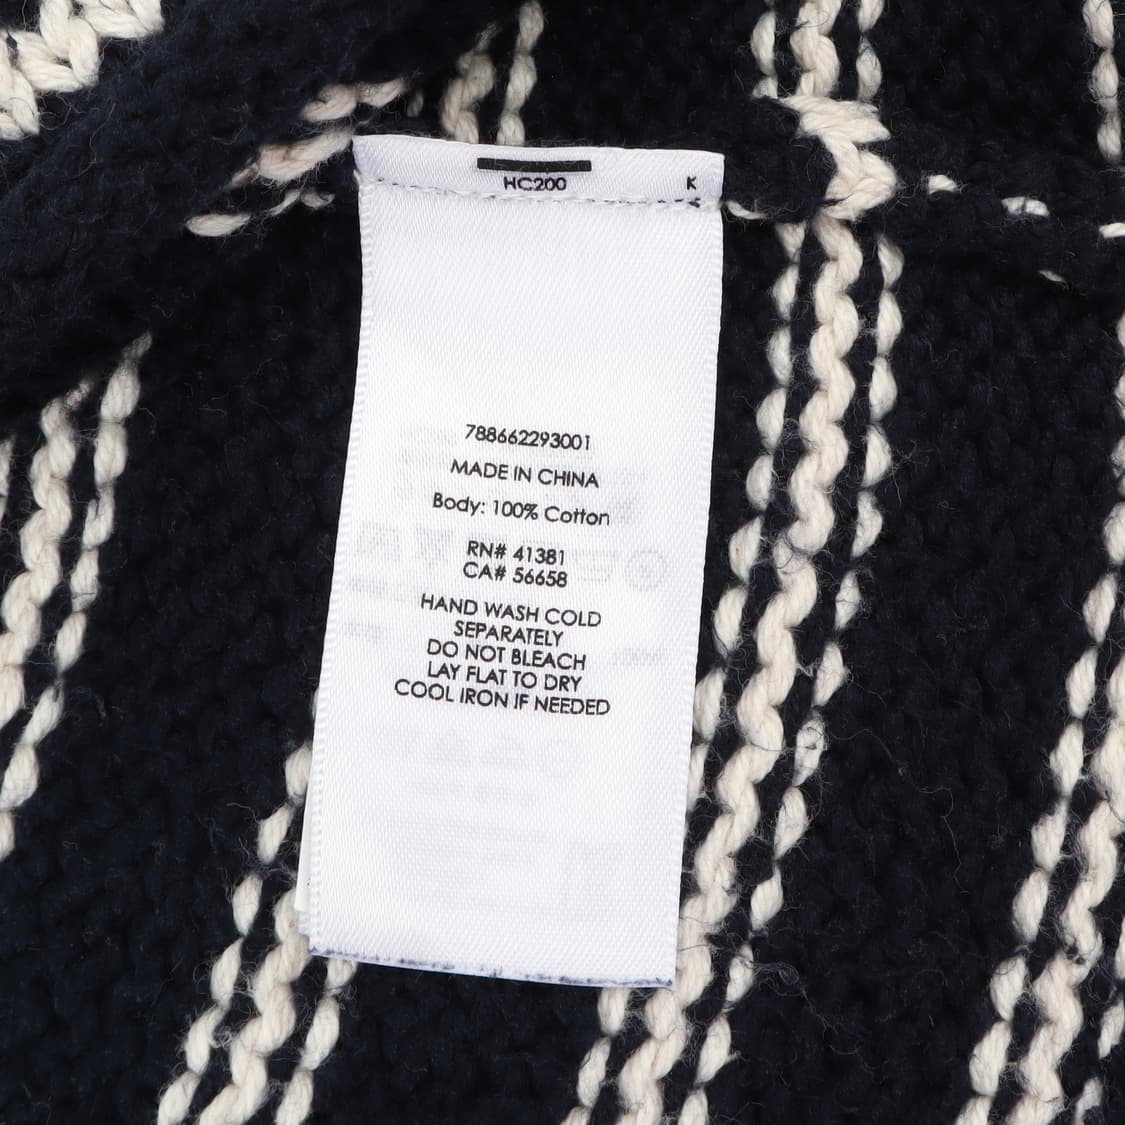 HC200 K
788662293001
MADE IN CHINA
Body: 100% Cotton
RN# 41381
CA# 56658
HAND WASH COLD
SEPARATELY
DO NOT BLEACH
LAY FLAT TO DRY
COOL IRON IF NEEDED